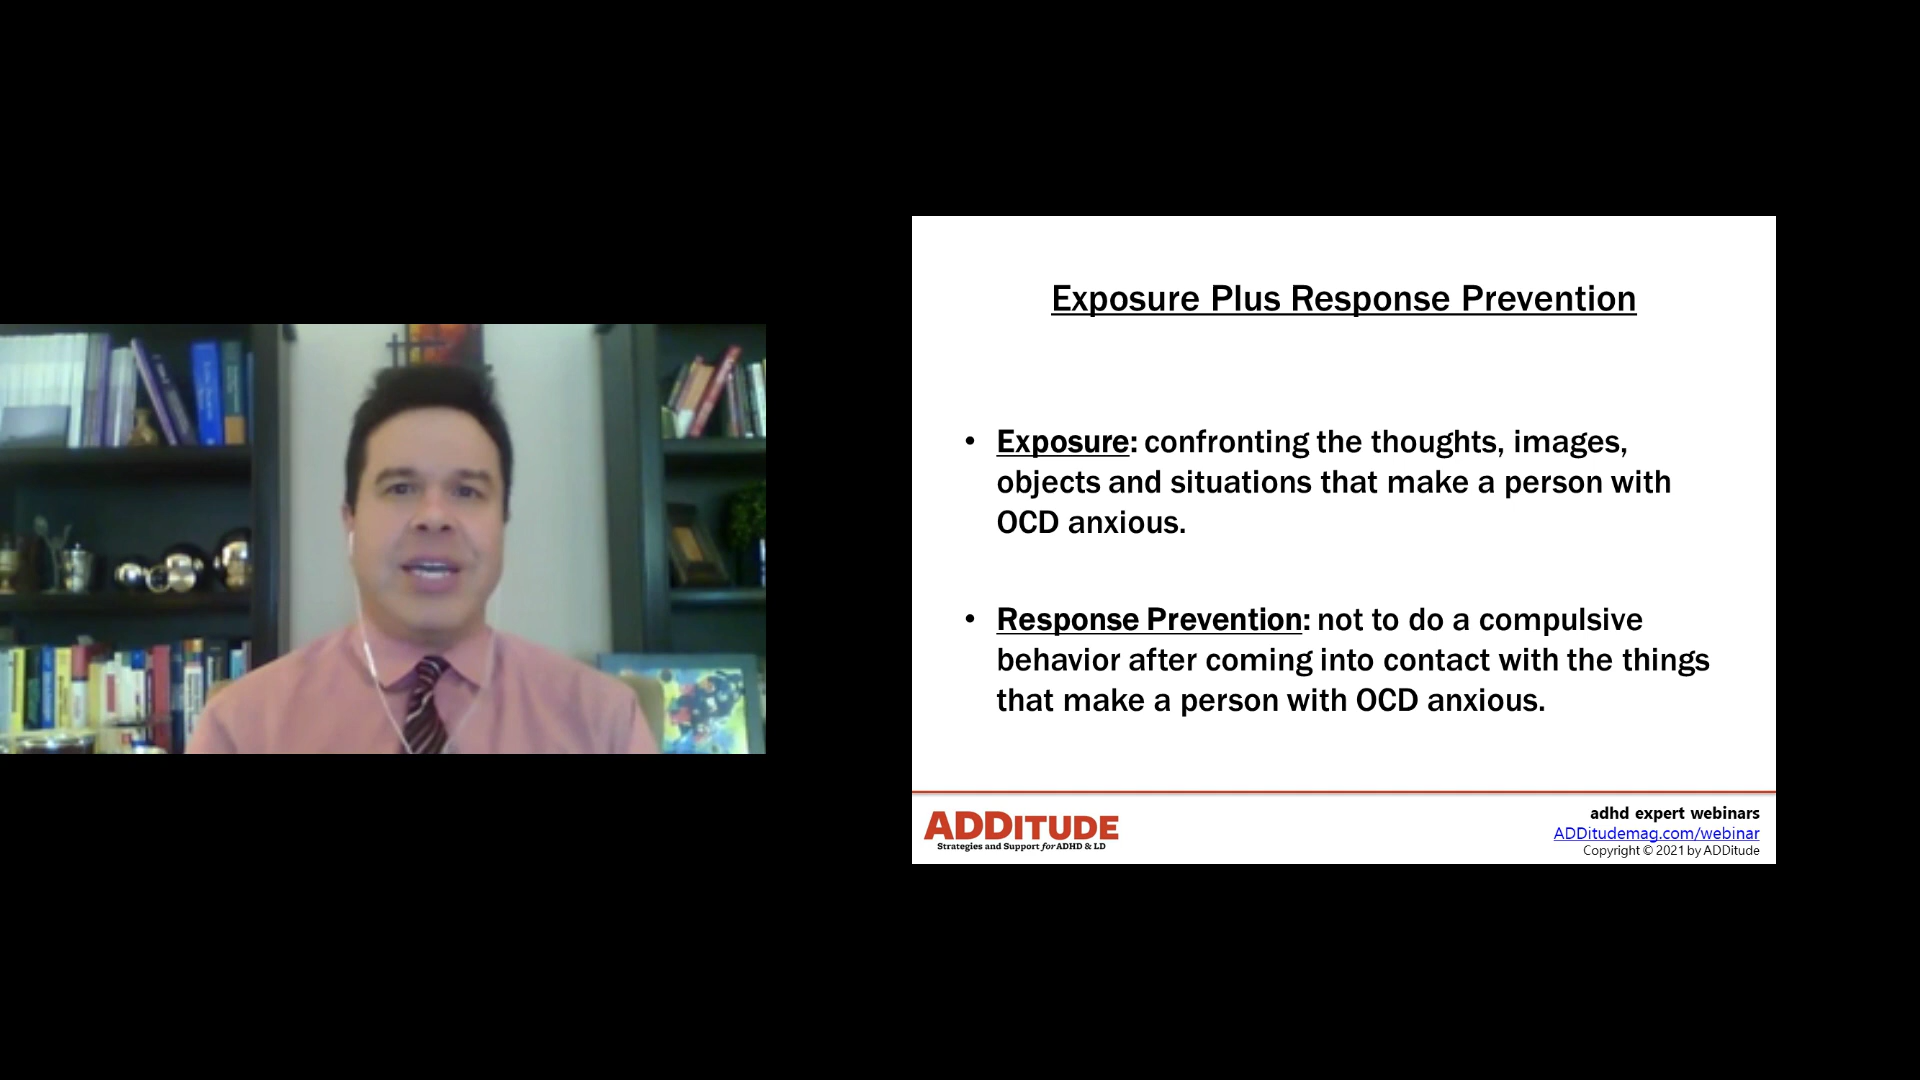 Exposure Plus Response Prevention
• Exposure: confronting the thoughts, images,
objects and situations that make a person with
OCD anxious.
• Response Prevention: not to do a compulsive
behavior after coming into contact with the things
that make a person with OCD anxious.
ADDITUDE
Strategies and Support for ADHD & LD
adhd expert webinars
ADDitudemag.com/webinar
Copyright © 2021 by ADDitude